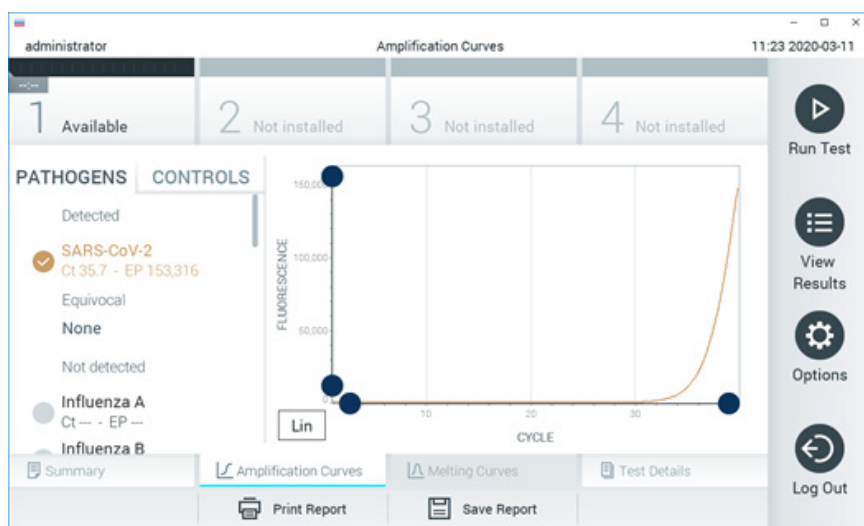 administrator
Amplification Curves
11:23 2020-03-11
--:--
1 Available
2 Not installed
3 Not installed
4 Not installed
Run Test
PATHOGENS CONTROLS
Detected
SARS-CoV-2
Ct 35.7 - EP 153,316
Equivocal
None
Not detected
Influenza A
Ct --- - EP ---
Influenza B
FLUORESCENCE
150,000
100,000
50,000
0
10 20 30
Lin
CYCLE
View
Results
Options
Log Out
Summary
Amplification Curves
Melting Curves
Test Details
Print Report
Save Report